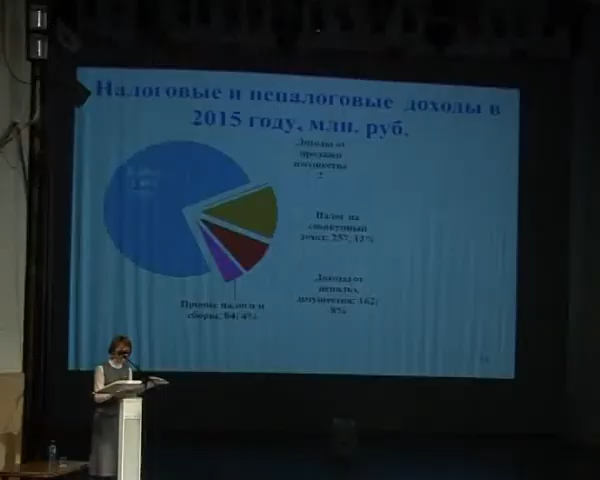 Налоговые и неналоговые доходы в
2015 году, млн. руб.
Доходы от
продажи
имущества
Налог на
совокупный
доход; 257; 13%
Доходы от
использ.
имущества; 162;
8%
Прочие налоги и
сборы; 84; 4%